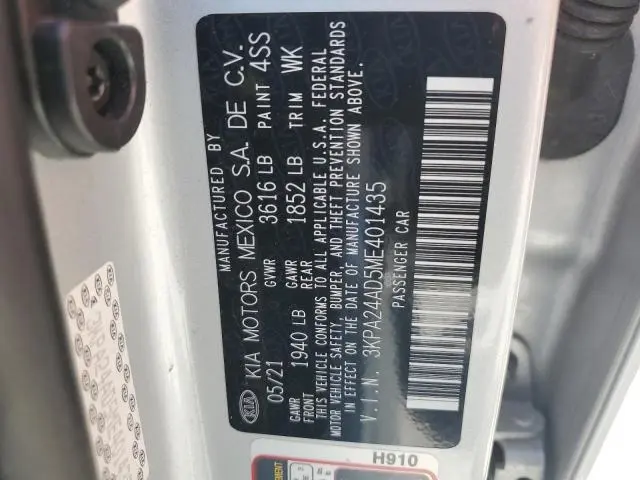 MANUFACTURED BY
KIA MOTORS MEXICO S.A. DE C.V.
05/21 GVWR 3616 LB PAINT 4SS
GAWR FRONT 1940 LB GAWR REAR 1852 LB TRIM WK
THIS VEHICLE CONFORMS TO ALL APPLICABLE U.S.A. FEDERAL
MOTOR VEHICLE SAFETY, BUMPER, AND THEFT PREVENTION STANDARDS
IN EFFECT ON THE DATE OF MANUFACTURE SHOWN ABOVE.
V.I.N. 3KPA24AD5ME401435
PASSENGER CAR
KIA
H910